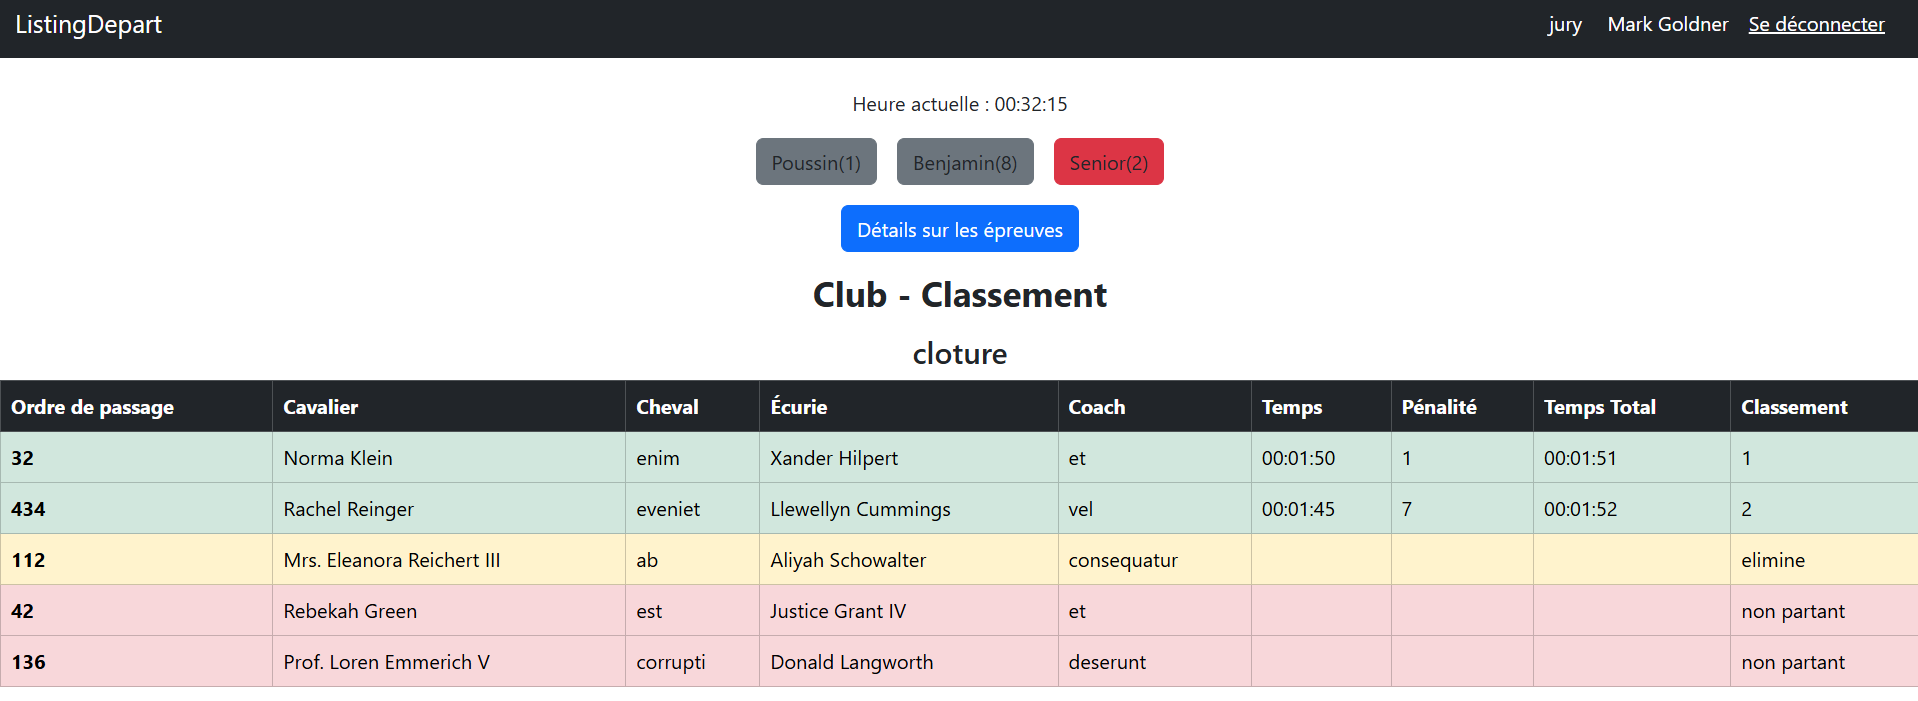 ListingDepart jury Mark Goldner Se déconnecter
Heure actuelle : 00:32:15
Poussin(1) Benjamin(8) Senior(2)
Détails sur les épreuves
Club - Classement
cloture
Ordre de passage Cavalier Cheval Écurie Coach Temps Pénalité Temps Total Classement
32 Norma Klein enim Xander Hilpert et 00:01:50 1 00:01:51 1
434 Rachel Reinger eveniet Llewellyn Cummings vel 00:01:45 7 00:01:52 2
112 Mrs. Eleanora Reichert III ab Aliyah Schowalter consequatur elimine
42 Rebekah Green est Justice Grant IV et non partant
136 Prof. Loren Emmerich V corrupti Donald Langworth deserunt non partant